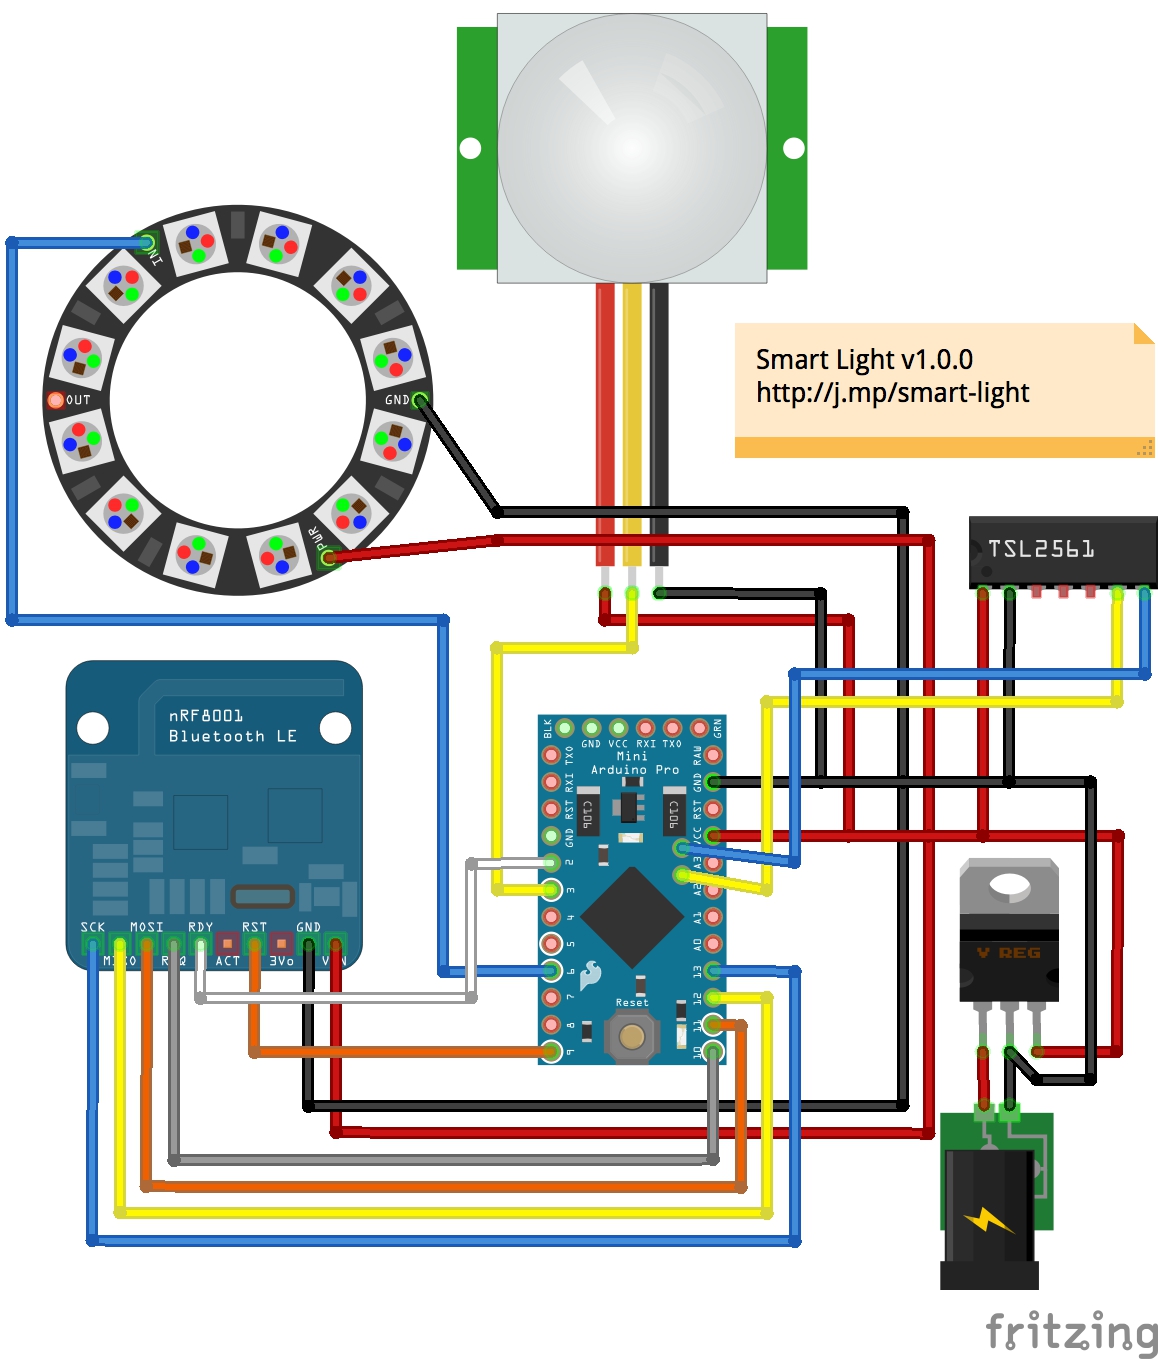 IN
OUT
GND
PWR
Smart Light v1.0.0
http://j.mp/smart-light
TSL2561
nRF8001
Bluetooth LE
SCK
MOSI
RDY
RST
GND
ACT
3Vo
BLK
GND
VCC
RXI
TXO
GRN
Mini
Arduino Pro
TXO
RXI
RST
GND
2
3
4
5
6
7
8
9
C106
C106
RAW
GND
RST
VCC
A3
A2
A1
A0
13
12
11
10
Reset
V REG
fritzing